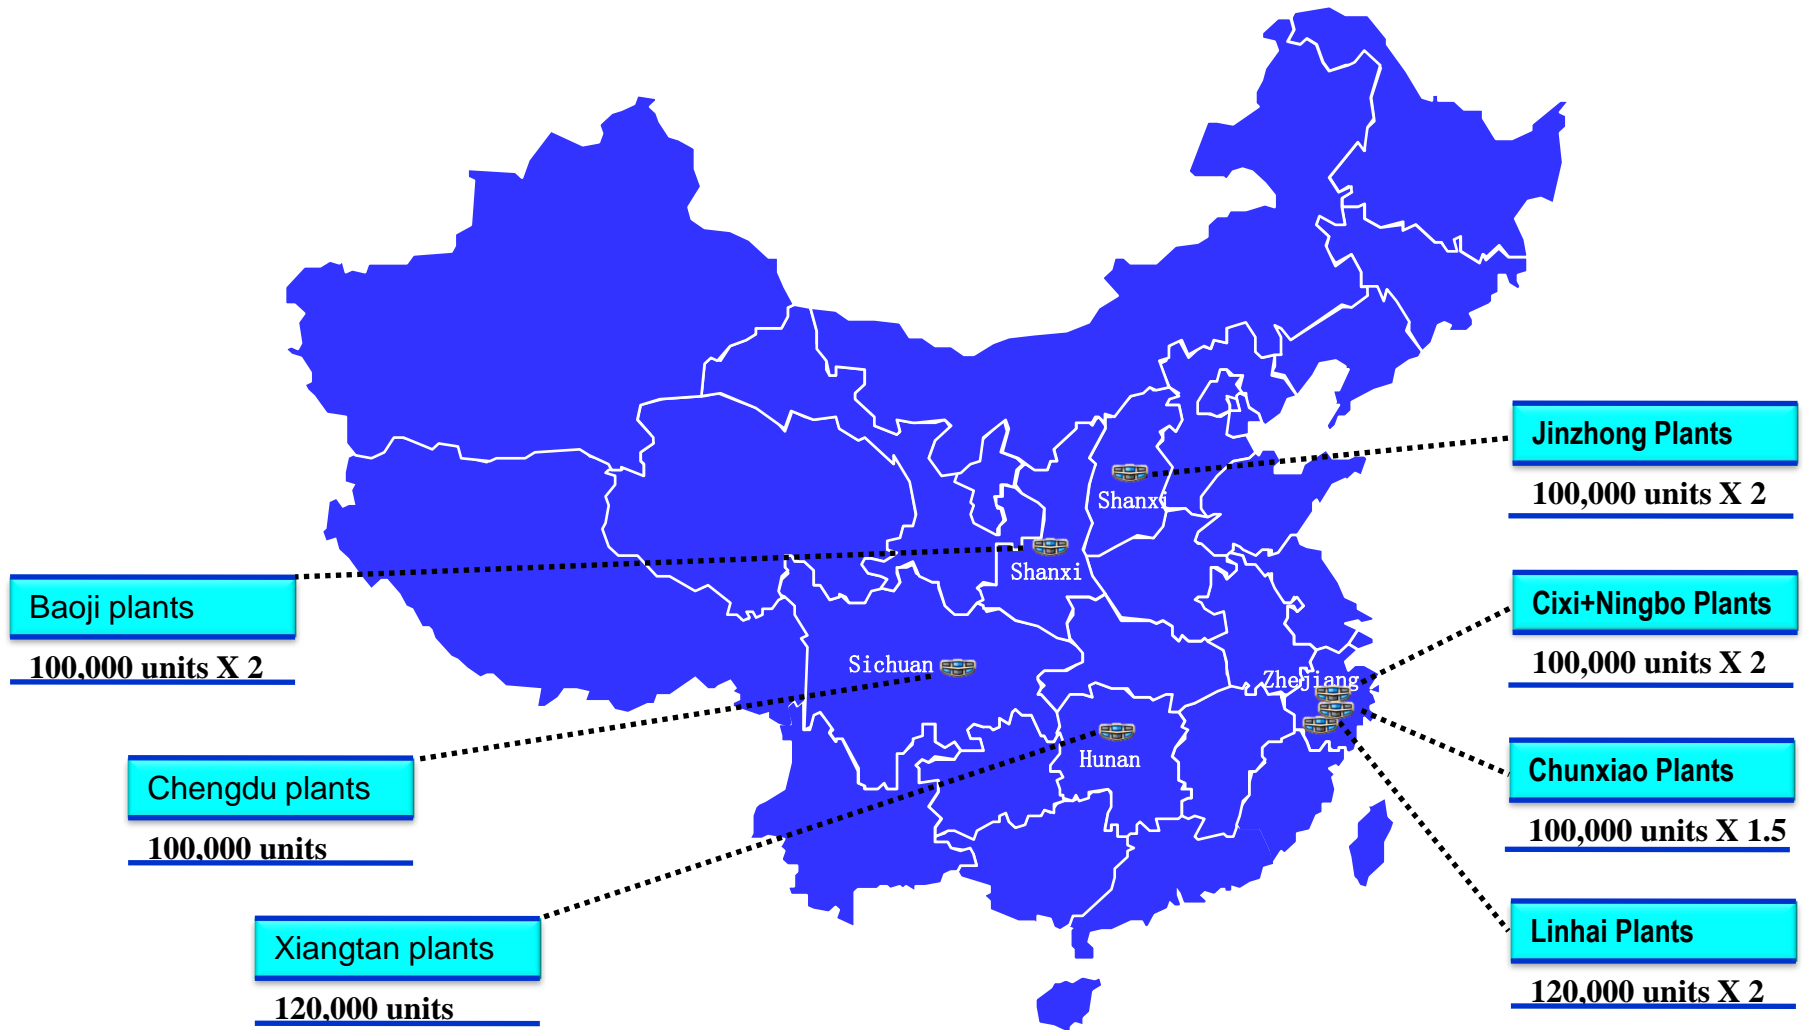 Jinzhong Plants
100,000 units X 2
Shanxi
Shanxi
Baoji plants
100,000 units X 2
Cixi+Ningbo Plants
100,000 units X 2
Sichuan
Zhejiang
Hunan
Chengdu plants
100,000 units
Chunxiao Plants
100,000 units X 1.5
Xiangtan plants
120,000 units
Linhai Plants
120,000 units X 2